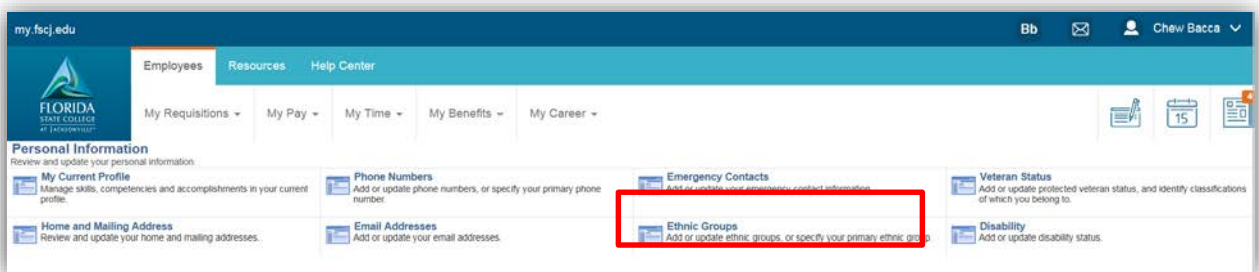 my.fscj.edu
Bb
Chew Bacca
Employees
Resources
Help Center
FLORIDA
STATE COLLEGE
AT JACKSONVILLE
My Requisitions
My Pay
My Time
My Benefits
My Career
15
4
Personal Information
Review and update your personal information
My Current Profile
Manage skills, competencies and accomplishments in your current
profile.
Phone Numbers
Add or update phone numbers, or specify your primary phone
number.
Emergency Contacts
Add or update your emergency contact information.
Veteran Status
Add or update protected veteran status, and identify classifications
of which you belong to.
Home and Mailing Address
Review and update your home and mailing addresses.
Email Addresses
Add or update your email addresses.
Ethnic Groups
Add or update ethnic groups, or specify your primary ethnic group.
Disability
Add or update disability status.